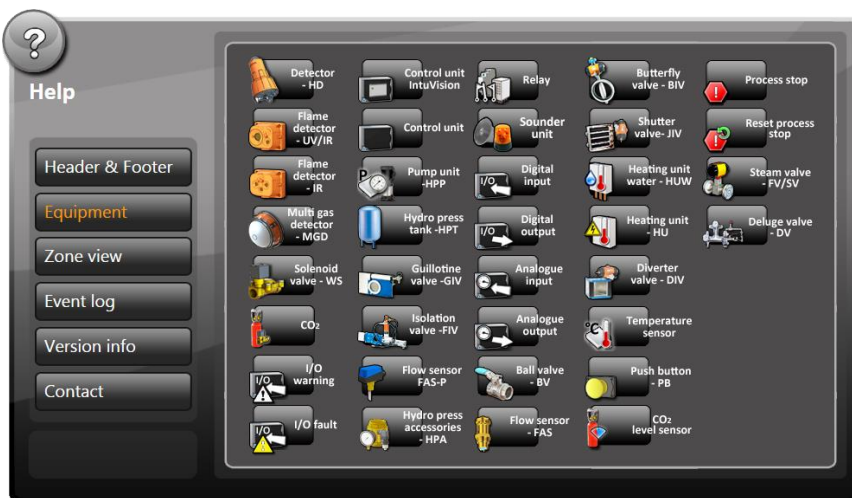 ?
Help
Header & Footer
Equipment
Zone view
Event log
Version info
Contact
Detector
- HD
Control unit
IntuVision
Relay
Butterfly
valve - BIV
Process stop
Flame
detector
- UV/IR
Control unit
Sounder
unit
Shutter
valve- JIV
Reset process
stop
Flame
detector
- IR
P
Pump unit
-HPP
I/O
Digital
input
Heating unit
water - HUW
Steam valve
- FV/SV
Multi gas
detector
- MGD
Hydro press
tank -HPT
I/O
Digital
output
Heating unit
- HU
Deluge valve
- DV
Solenoid
valve - WS
Guillotine
valve -GIV
Analogue
input
Diverter
valve - DIV
CO₂
Isolation
valve -FIV
Analogue
output
°C
Temperature
sensor
I/O
I/O
warning
Flow sensor
FAS-P
Ball valve
- BV
Push button
- PB
I/O
I/O fault
Hydro press
accessories
- HPA
Flow sensor
- FAS
CO₂
level sensor